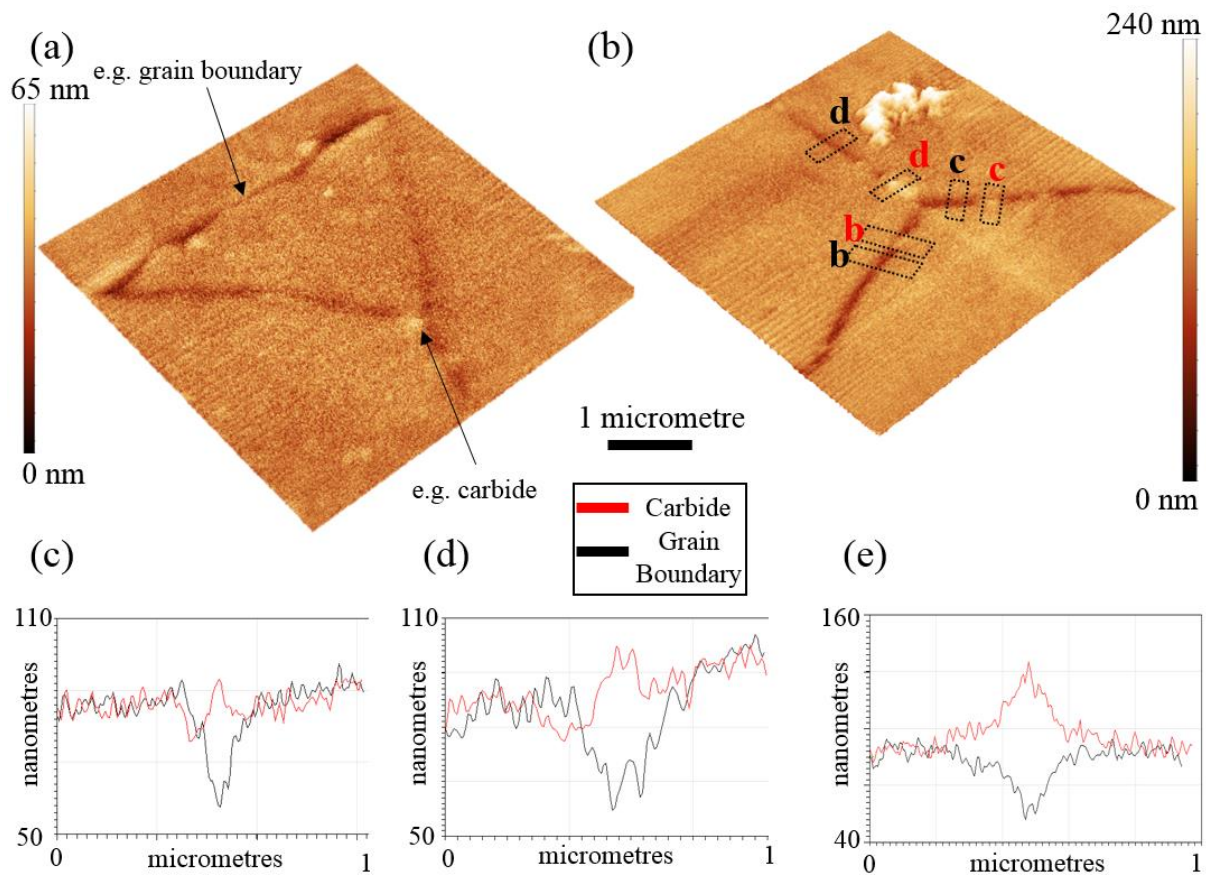 (a)
e.g. grain boundary
65 nm
0 nm
e.g. carbide
(b)
240 nm
0 nm
d
d
c
c
b
b
1 micrometre
Carbide
Grain
Boundary
(c)
110
nanometres
50
0
micrometres
1
(d)
110
nanometres
50
0
micrometres
1
(e)
160
nanometres
40
0
micrometres
1